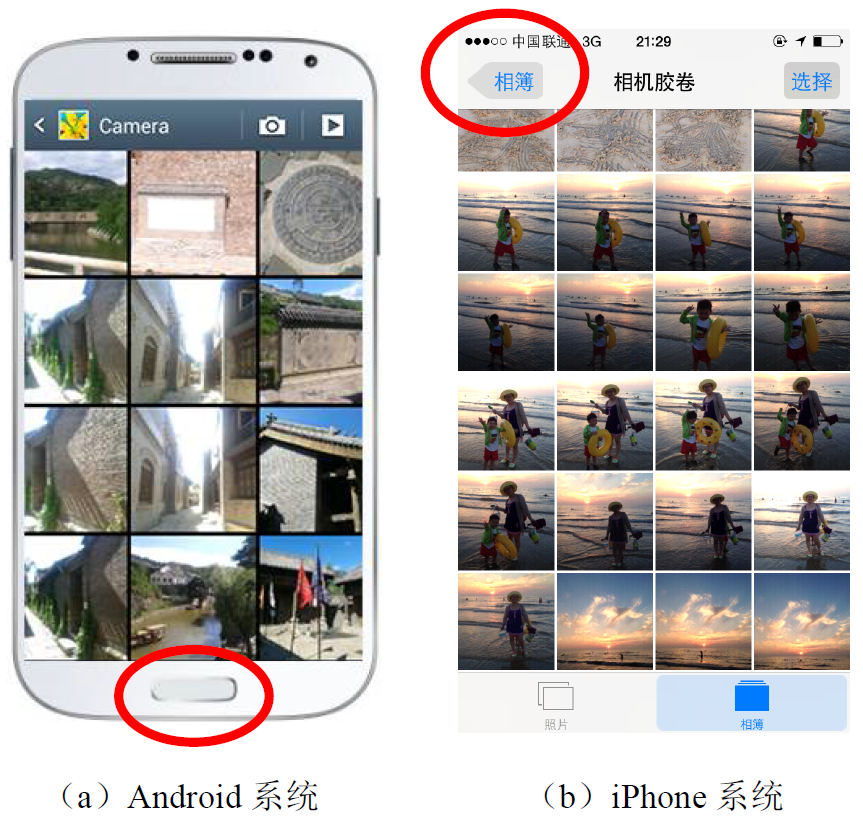 Camera
●●●○○ 中国联通 3G 21:29
相簿 相机胶卷 选择
照片 相簿
（a）Android 系统 （b）iPhone 系统